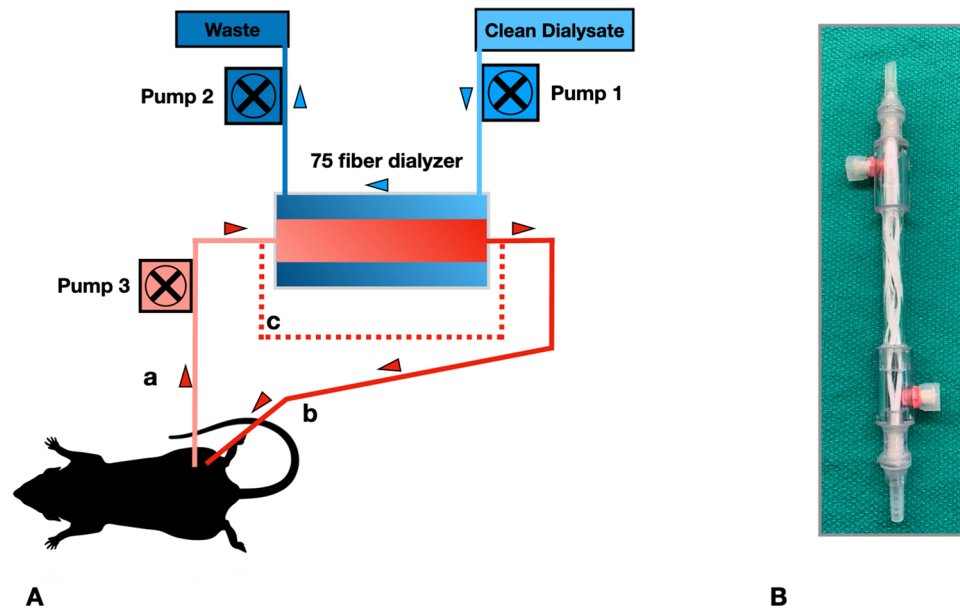 Waste
Clean Dialysate
Pump 2
Pump 1
75 fiber dialyzer
Pump 3
c
a
b
A
B